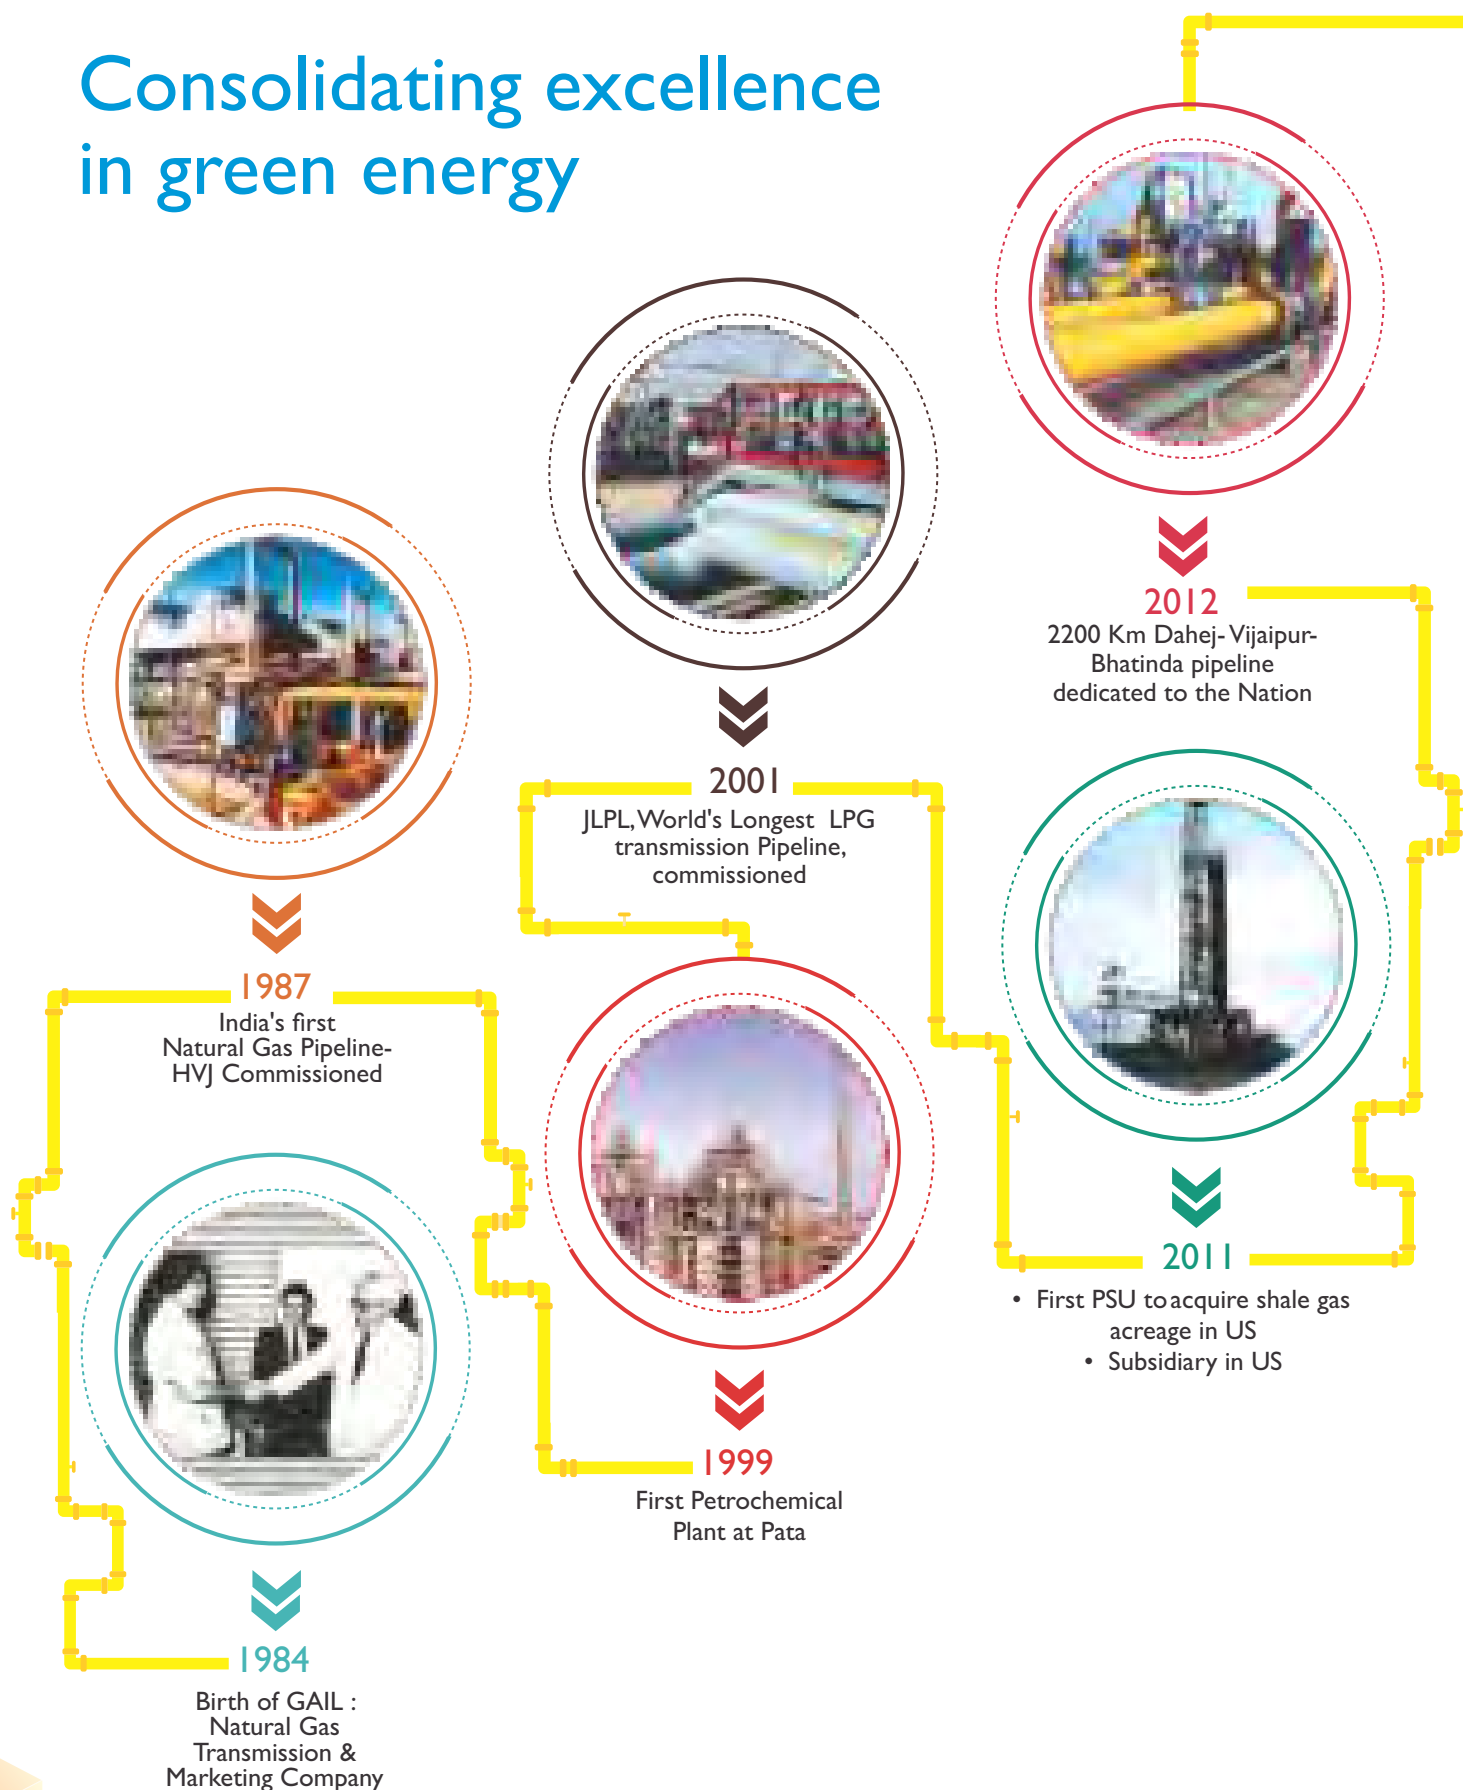 Consolidating excellence
in green energy
2012
2200 Km Dahej-Vijaipur-
Bhatinda pipeline
dedicated to the Nation
2001
JLPL, World's Longest LPG
transmission Pipeline,
commissioned
1987
India's first
Natural Gas Pipeline-
HVJ Commissioned
2011
• First PSU to acquire shale gas
acreage in US
• Subsidiary in US
1999
First Petrochemical
Plant at Pata
1984
Birth of GAIL :
Natural Gas
Transmission &
Marketing Company